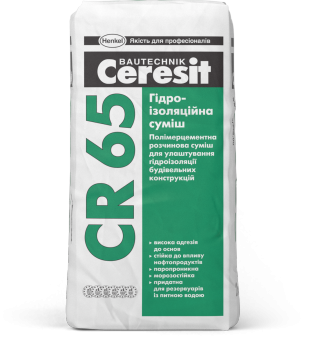 Henkel
Якість для професіоналів
BAUTECHNIK
Ceresit
CR 65
Гідро-
ізоляційна
суміш
Полімерцементна
розчинова суміш
для улаштування
гідроізоляції
будівельних
конструкцій
• висока адгезія
до основ
• стійка до впливу
нафтопродуктів
• паропроникна
• морозостійка
• придатна
для резервуарів
із питною водою